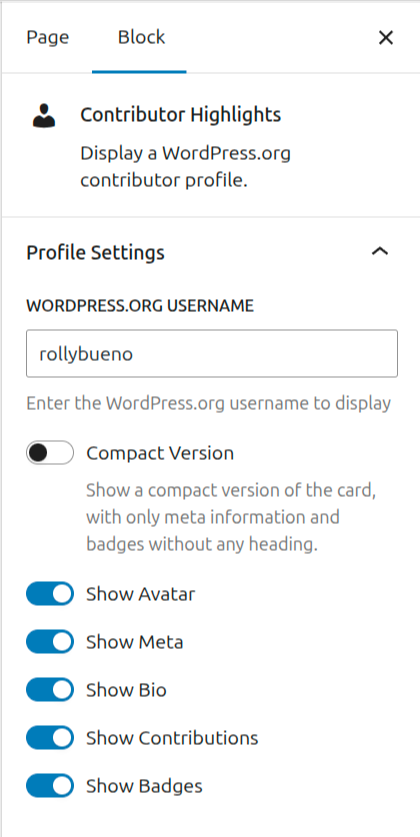 Page Block
Contributor Highlights
Display a WordPress.org
contributor profile.
Profile Settings
WORDPRESS.ORG USERNAME
rollybueno
Enter the WordPress.org username to display
Compact Version
Show a compact version of the card,
with only meta information and
badges without any heading.
Show Avatar
Show Meta
Show Bio
Show Contributions
Show Badges